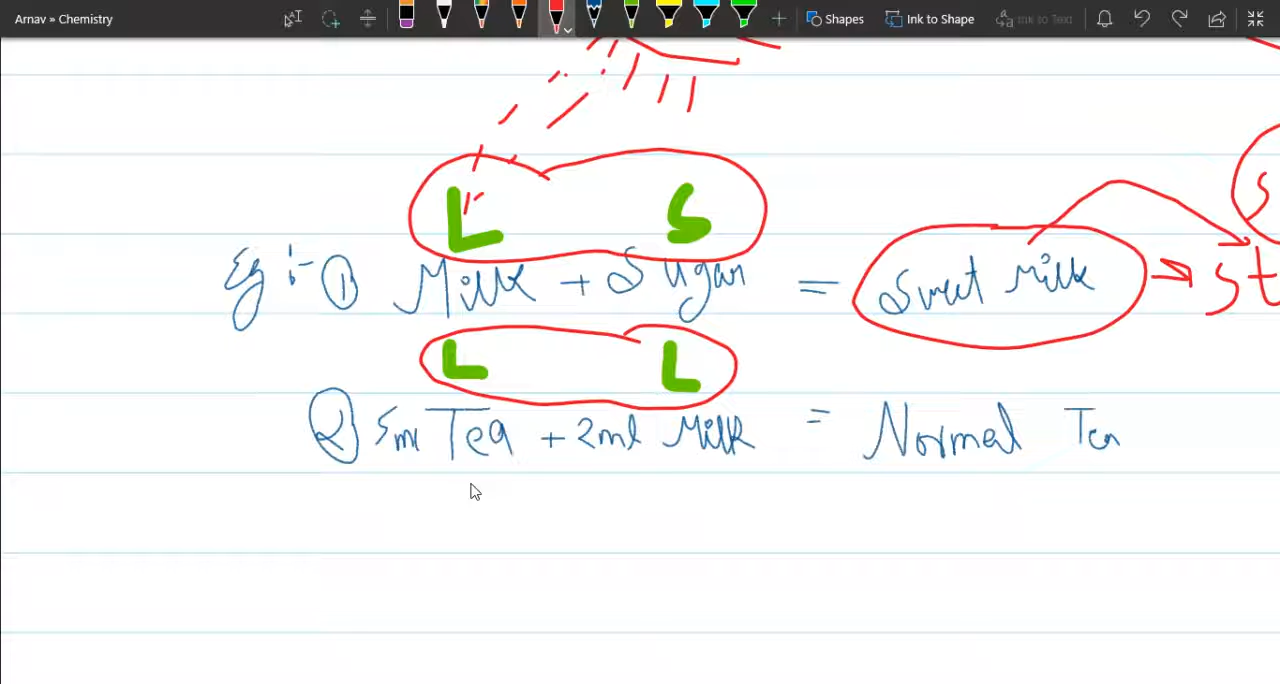 Arnav » Chemistry
Shapes Ink to Shape Ink to Text
L S
S
Eg :- ① Milk + Sugar = Sweet Milk → St
L L
② 5ml Tea + 2ml Milk = Normal Tea